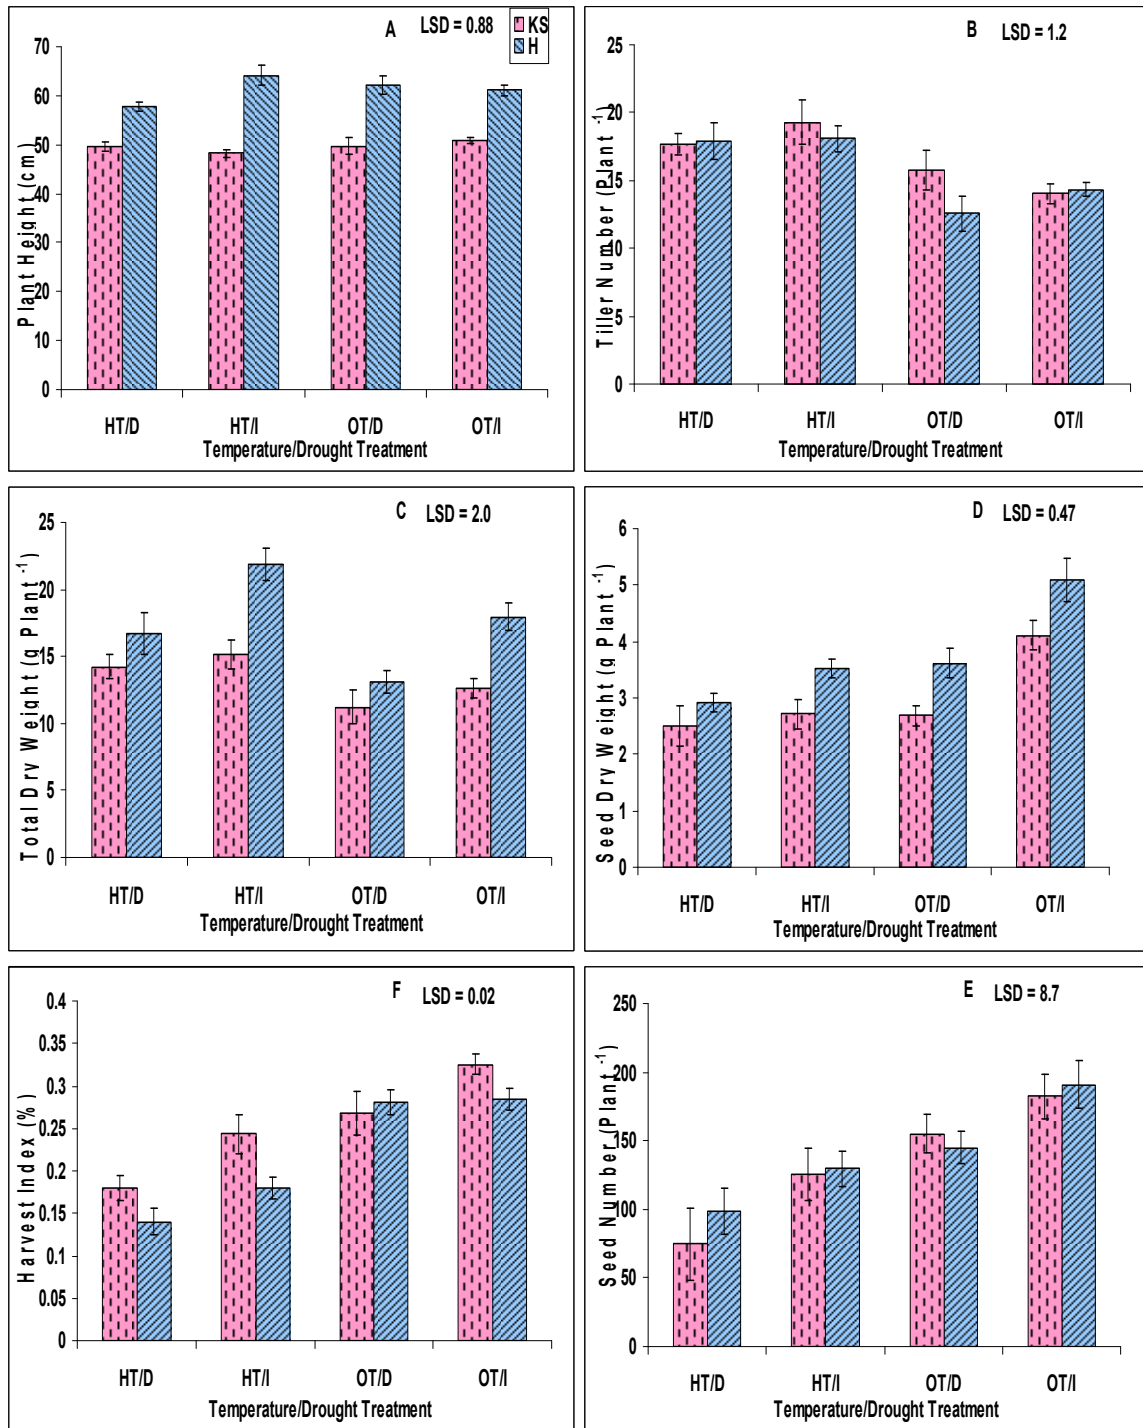 A LSD = 0.88
KS
H
70
60
50
40
30
20
10
0
Plant Height (cm)
HT/D HT/I OT/D OT/I
Temperature/Drought Treatment
B LSD = 1.2
25
20
15
10
5
0
Tiller Number (Plant -1)
HT/D HT/I OT/D OT/I
Temperature/Drought Treatment
C LSD = 2.0
25
20
15
10
5
0
Total Dry Weight (g Plant -1)
HT/D HT/I OT/D OT/I
Temperature/Drought Treatment
D LSD = 0.47
6
5
4
3
2
1
0
Seed Dry Weight (g Plant -1)
HT/D HT/I OT/D OT/I
Temperature/Drought Treatment
F LSD = 0.02
0.4
0.35
0.3
0.25
0.2
0.15
0.1
0.05
0
Harvest Index (%)
HT/D HT/I OT/D OT/I
Temperature/Drought Treatment
E LSD = 8.7
250
200
150
100
50
0
Seed Number (Plant -1)
HT/D HT/I OT/D OT/I
Temperature/Drought Treatment